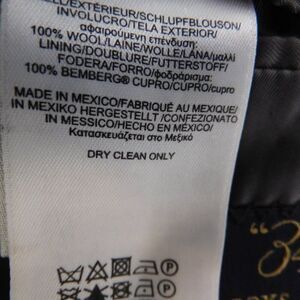 LL/EXTÉRIEUR/SCHLUPFBLOUSON/
INVOLUCRO/TELA EXTERIOR/
αφαιρούμενη επένδυση:
100% WOOL/LAINE/WOLLE/LANA/μαλλί
LINING/DOUBLURE/FUTTERSTOFF/
FODERA/FORRO/φοδράρισμα:
100% BEMBERG® CUPRO/CUPRO/cupro
MADE IN MEXICO/FABRIQUÉ AU MEXIQUE/
IN MEXIKO HERGESTELLT/CONFEZIONATO
IN MESSICO/HECHO EN MÉXICO/
Κατασκευάζεται στο Μεξικό
DRY CLEAN ONLY
P
P